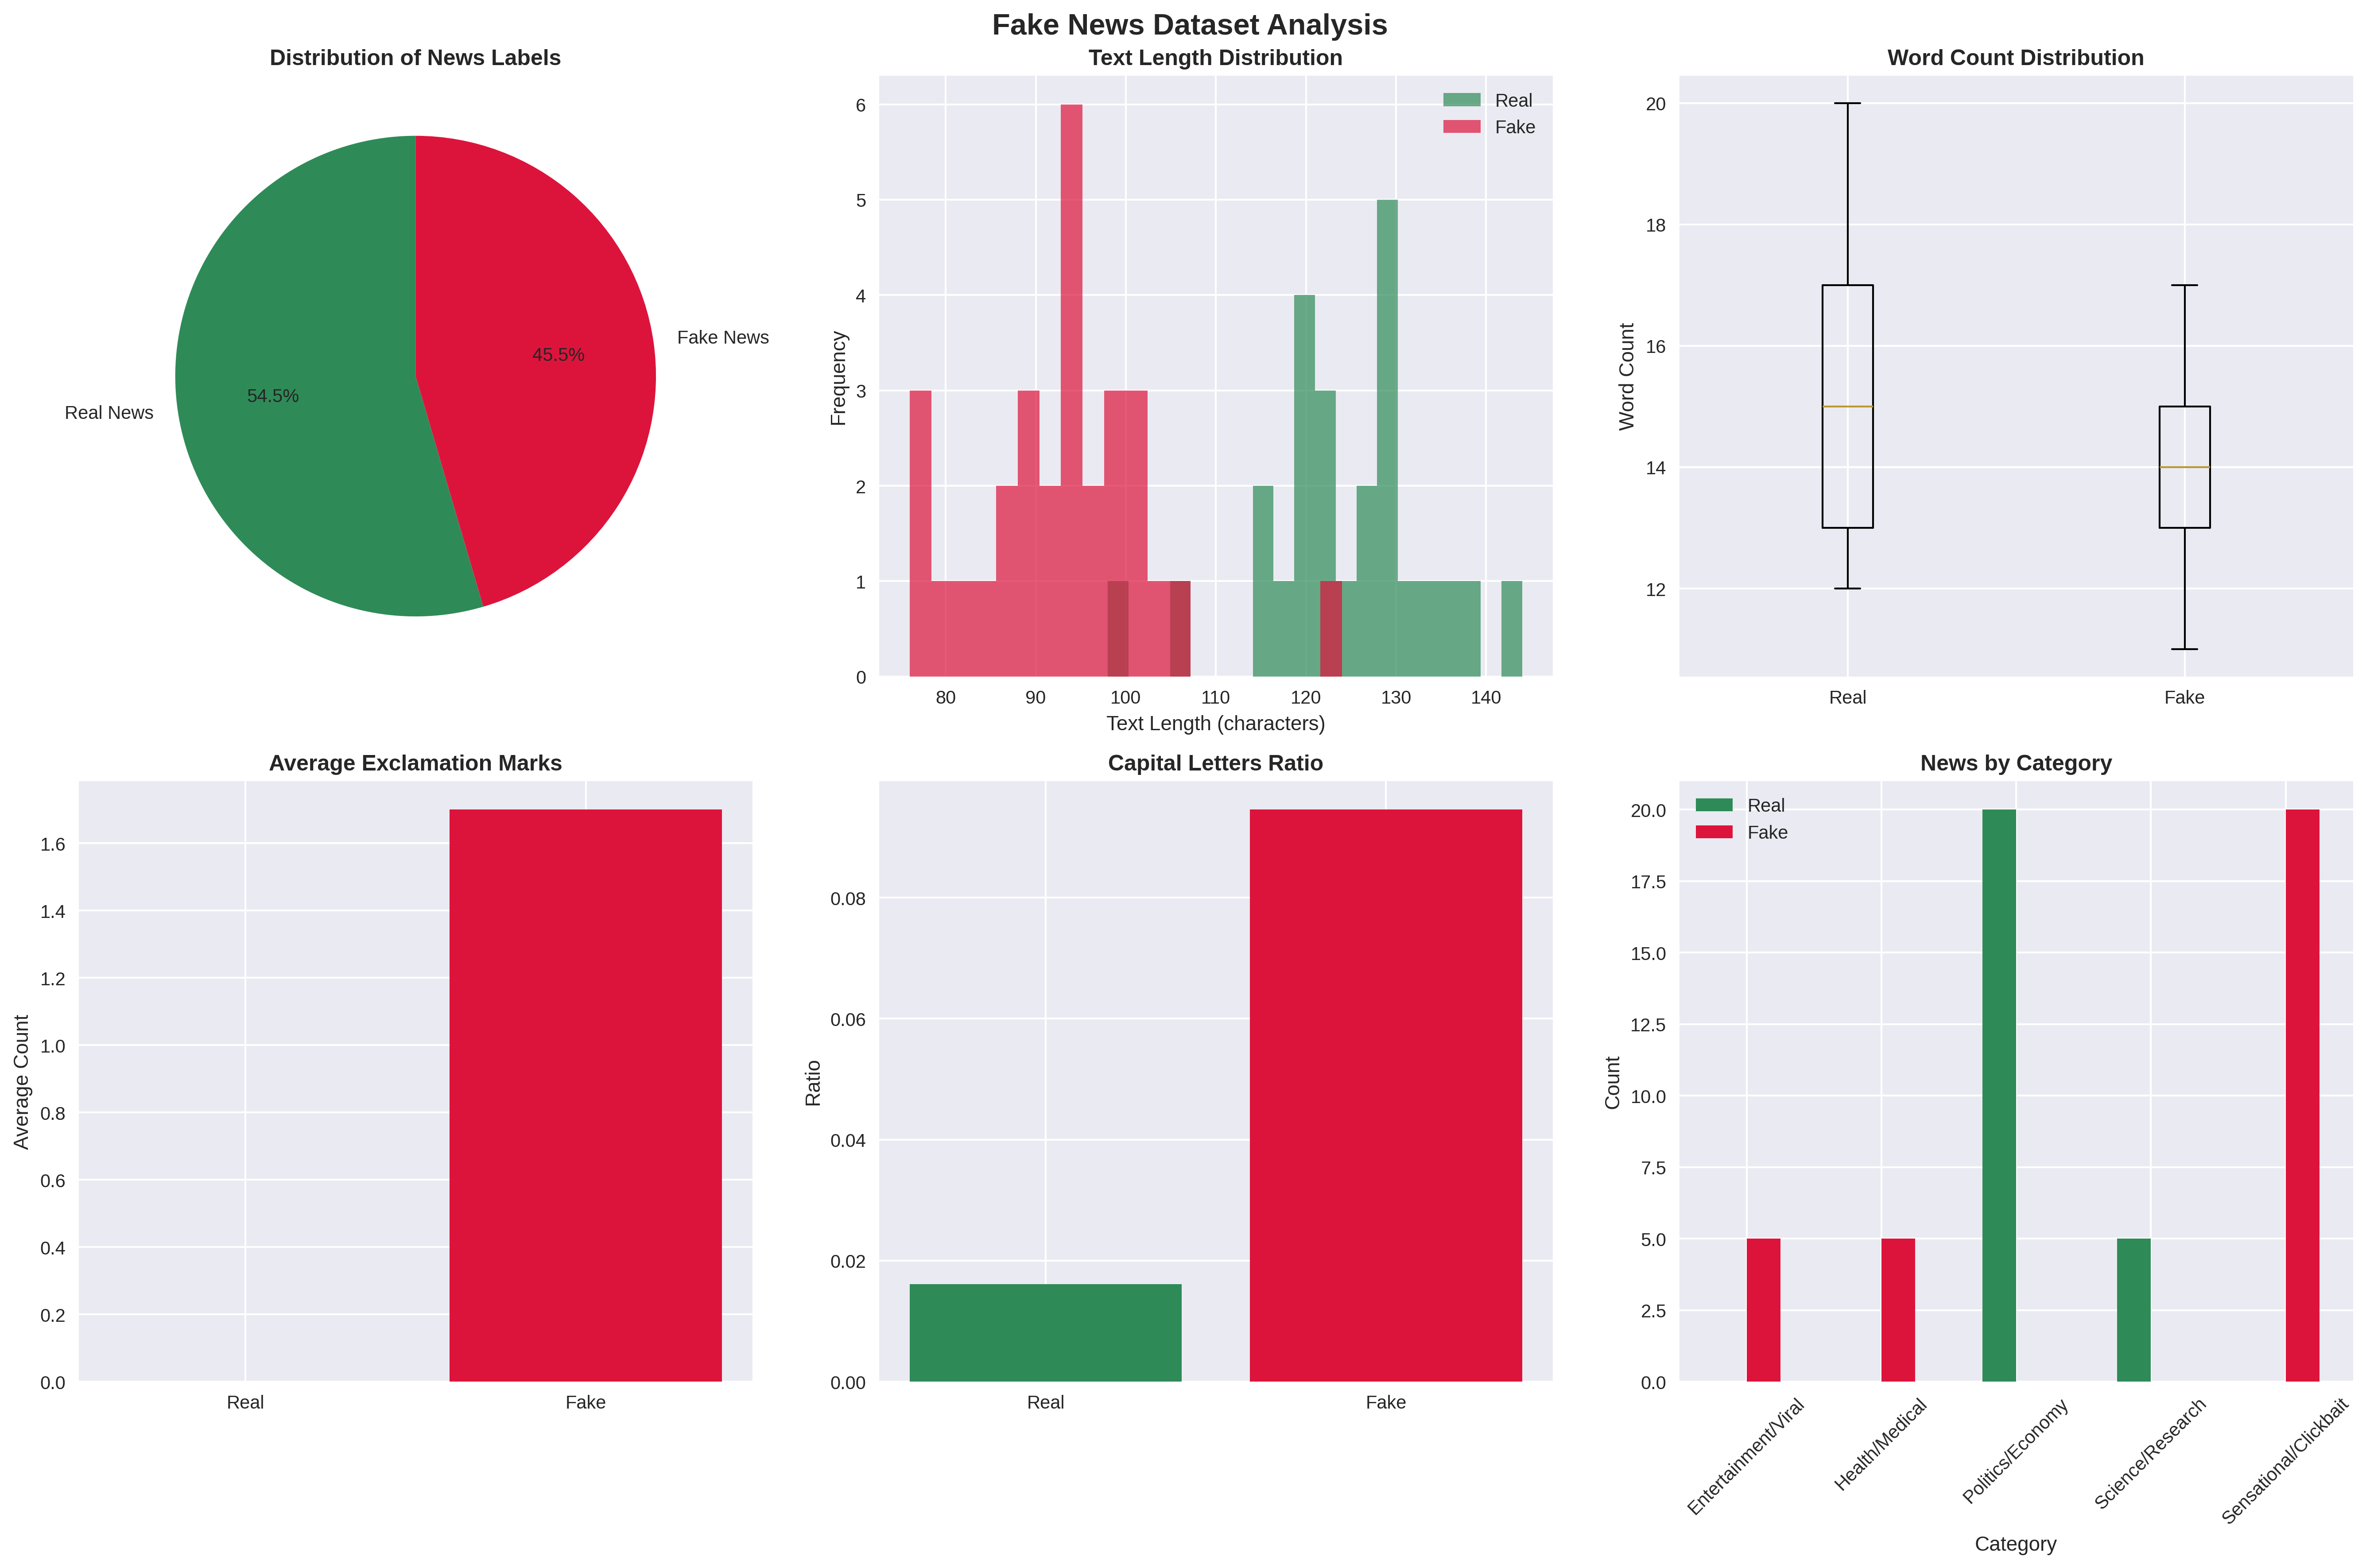 Fake News Dataset Analysis
Distribution of News Labels
Real News
54.5%
45.5%
Fake News
Text Length Distribution
Frequency
6
5
4
3
2
1
0
80
90
100
110
120
130
140
Text Length (characters)
Real
Fake
Word Count Distribution
Word Count
20
18
16
14
12
Real
Fake
Average Exclamation Marks
Average Count
1.6
1.4
1.2
1.0
0.8
0.6
0.4
0.2
0.0
Real
Fake
Capital Letters Ratio
Ratio
0.08
0.06
0.04
0.02
0.00
Real
Fake
News by Category
Count
20.0
17.5
15.0
12.5
10.0
7.5
5.0
2.5
0.0
Real
Fake
Entertainment/Viral
Health/Medical
Politics/Economy
Science/Research
Sensational/Clickbait
Category